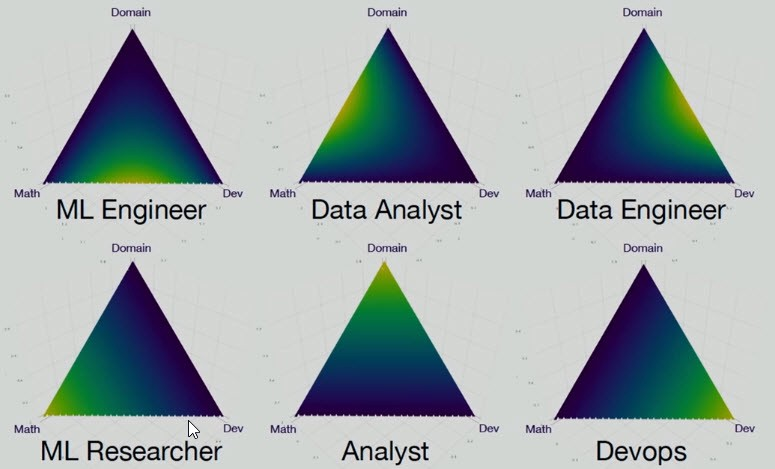 Domain Domain Domain
Math Dev Math Dev Math Dev
ML Engineer Data Analyst Data Engineer
Domain Domain Domain
Math Dev Math Dev Math Dev
ML Researcher Analyst Devops